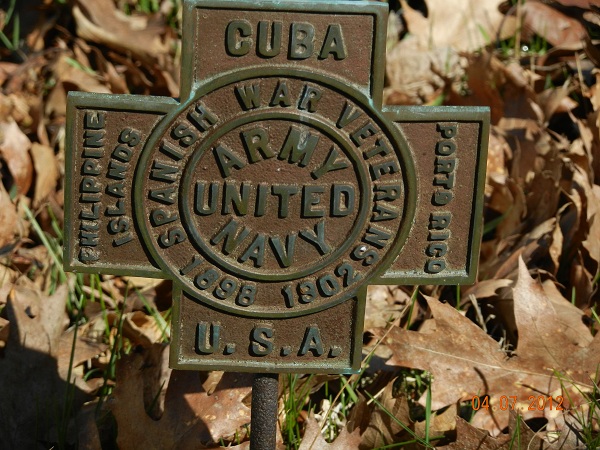 CUBA
PHILIPPINE
ISLANDS
SPANISH WAR VETERANS
ARMY
UNITED
NAVY
1898 1902
PORTO RICO
U.S.A.
04.07.2012